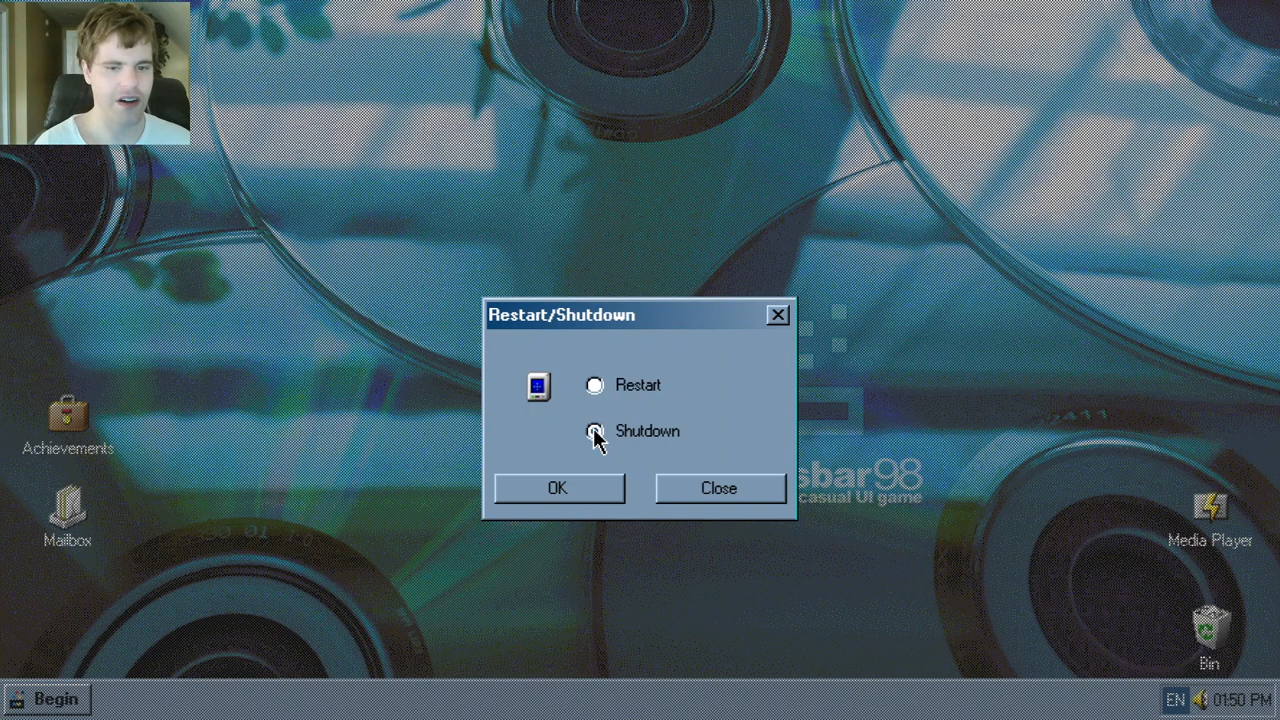 Restart/Shutdown
Restart
Shutdown
OK
Close
Achievements
Mailbox
sbar98
casual UI game
Media Player
Bin
Begin
EN
01:50 PM